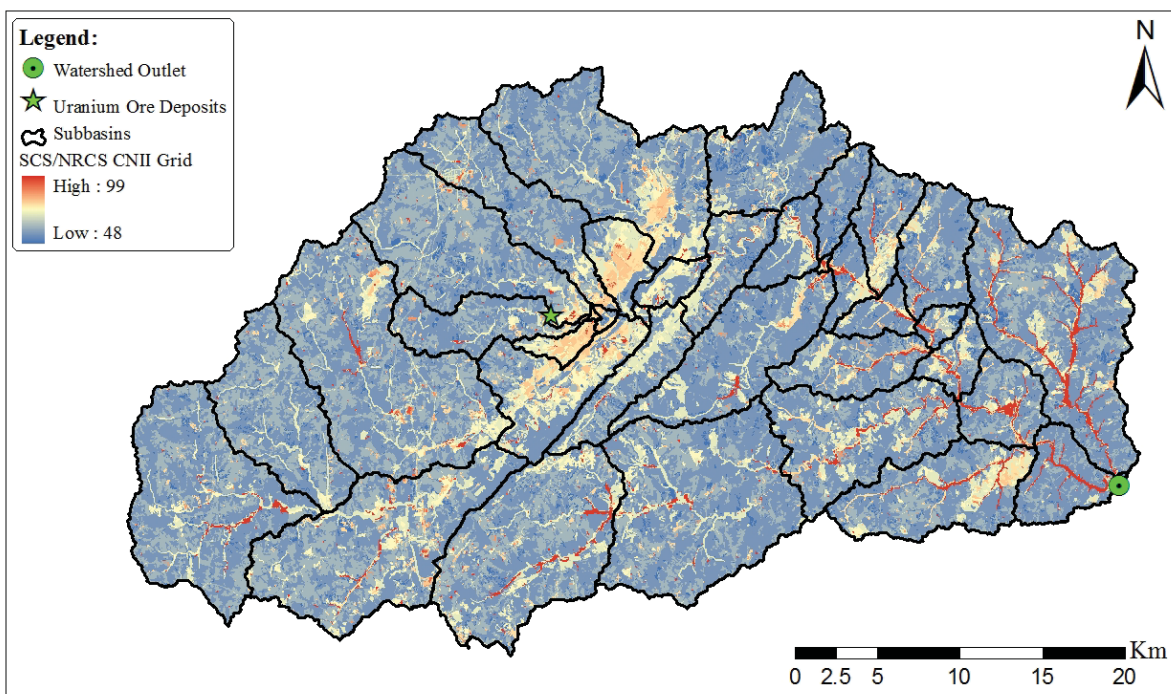 Legend:
Watershed Outlet
Uranium Ore Deposits
Subbasins
SCS/NRCS CNII Grid
High : 99
Low : 48
N
Km
0 2.5 5 10 15 20